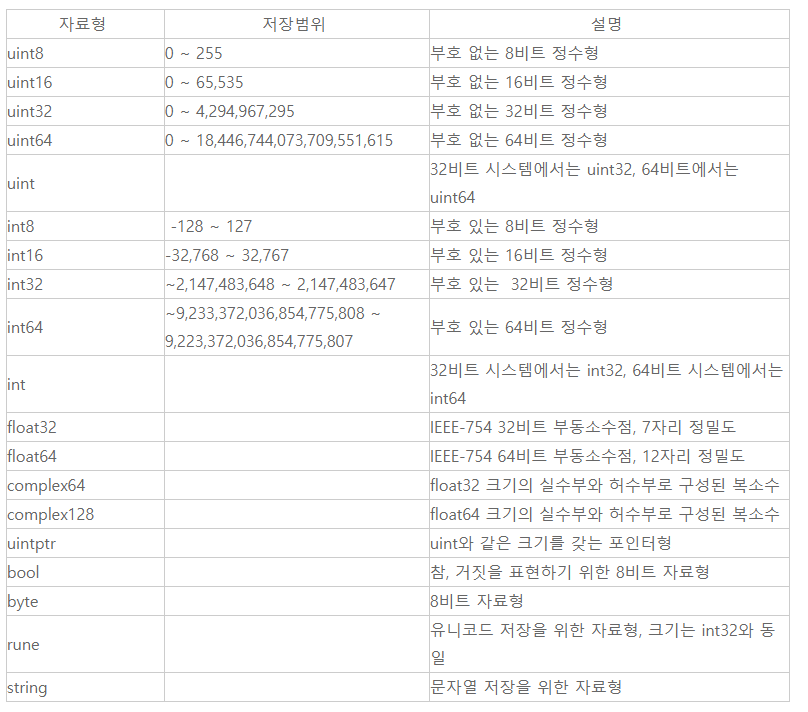 자료형 저장범위 설명
uint8 0 ~ 255 부호 없는 8비트 정수형
uint16 0 ~ 65,535 부호 없는 16비트 정수형
uint32 0 ~ 4,294,967,295 부호 없는 32비트 정수형
uint64 0 ~ 18,446,744,073,709,551,615 부호 없는 64비트 정수형
uint 32비트 시스템에서는 uint32, 64비트에서는
uint64
int8 -128 ~ 127 부호 있는 8비트 정수형
int16 -32,768 ~ 32,767 부호 있는 16비트 정수형
int32 ~2,147,483,648 ~ 2,147,483,647 부호 있는  32비트 정수형
int64 ~9,233,372,036,854,775,808 ~
9,223,372,036,854,775,807 부호 있는 64비트 정수형
int 32비트 시스템에서는 int32, 64비트 시스템에서는
int64
float32 IEEE-754 32비트 부동소수점, 7자리 정밀도
float64 IEEE-754 64비트 부동소수점, 12자리 정밀도
complex64 float32 크기의 실수부와 허수부로 구성된 복소수
complex128 float64 크기의 실수부와 허수부로 구성된 복소수
uintptr uint와 같은 크기를 갖는 포인터형
bool 참, 거짓을 표현하기 위한 8비트 자료형
byte 8비트 자료형
rune 유니코드 저장을 위한 자료형, 크기는 int32와 동
일
string 문자열 저장을 위한 자료형